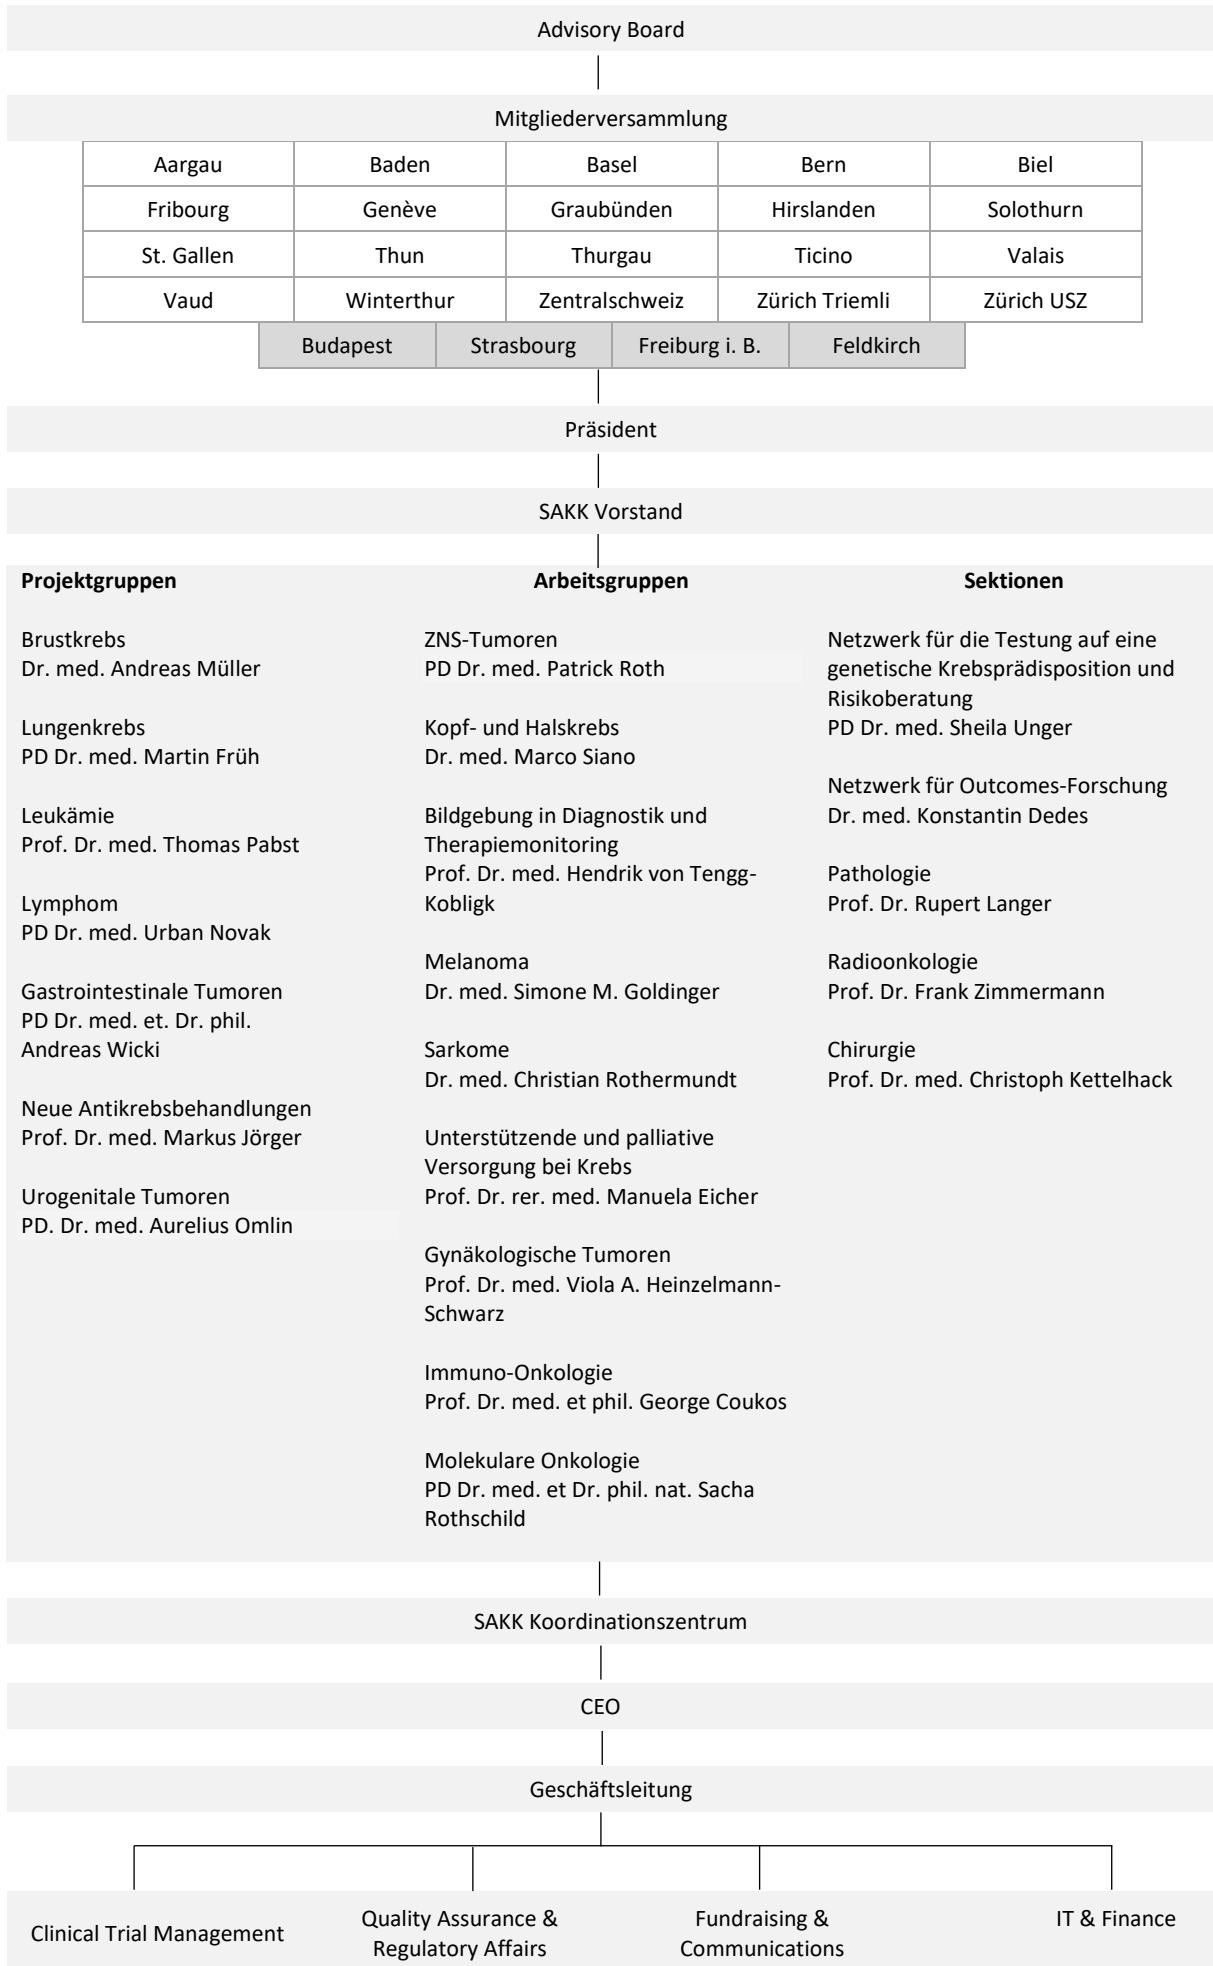 Advisory Board
Mitgliederversammlung
Aargau Baden Basel Bern Biel
Fribourg Genève Graubünden Hirslanden Solothurn
St. Gallen Thun Thurgau Ticino Valais
Vaud Winterthur Zentralschweiz Zürich Triemli Zürich USZ
Budapest Strasbourg Freiburg i. B. Feldkirch
Präsident
SAKK Vorstand
Projektgruppen
Brustkrebs
Dr. med. Andreas Müller
Lungenkrebs
PD Dr. med. Martin Früh
Leukämie
Prof. Dr. med. Thomas Pabst
Lymphom
PD Dr. med. Urban Novak
Gastrointestinale Tumoren
PD Dr. med. et. Dr. phil.
Andreas Wicki
Neue Antikrebsbehandlungen
Prof. Dr. med. Markus Jörger
Urogenitale Tumoren
PD. Dr. med. Aurelius Omlin
Arbeitsgruppen
ZNS-Tumoren
PD Dr. med. Patrick Roth
Kopf- und Halskrebs
Dr. med. Marco Siano
Bildgebung in Diagnostik und
Therapiemonitoring
Prof. Dr. med. Hendrik von Tengg-
Kobligk
Melanoma
Dr. med. Simone M. Goldinger
Sarkome
Dr. med. Christian Rothermundt
Unterstützende und palliative
Versorgung bei Krebs
Prof. Dr. rer. med. Manuela Eicher
Gynäkologische Tumoren
Prof. Dr. med. Viola A. Heinzelmann-
Schwarz
Immuno-Onkologie
Prof. Dr. med. et phil. George Coukos
Molekulare Onkologie
PD Dr. med. et Dr. phil. nat. Sacha
Rothschild
Sektionen
Netzwerk für die Testung auf eine
genetische Krebsprädisposition und
Risikoberatung
PD Dr. med. Sheila Unger
Netzwerk für Outcomes-Forschung
Dr. med. Konstantin Dedes
Pathologie
Prof. Dr. Rupert Langer
Radioonkologie
Prof. Dr. Frank Zimmermann
Chirurgie
Prof. Dr. med. Christoph Kettelhack
SAKK Koordinationszentrum
CEO
Geschäftsleitung
Clinical Trial Management
Quality Assurance &
Regulatory Affairs
Fundraising &
Communications
IT & Finance